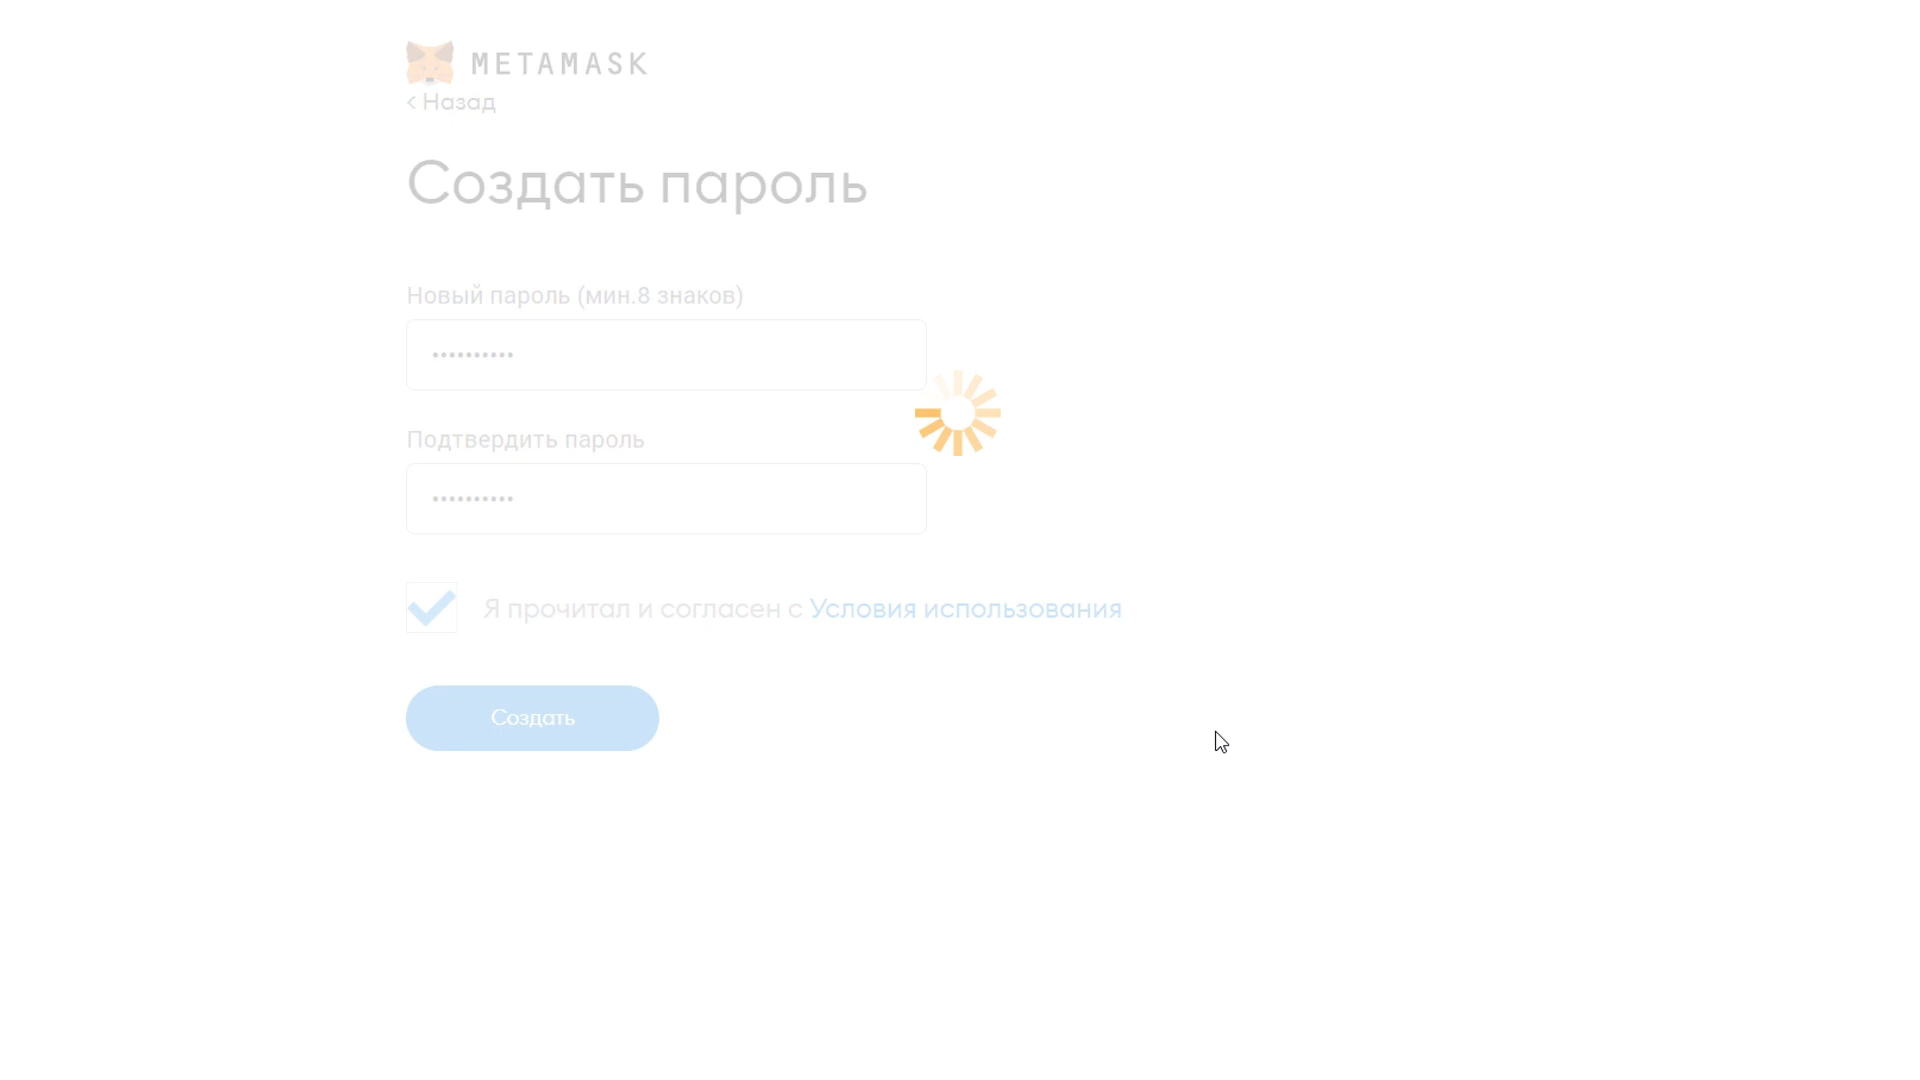 METAMASK
< Назад
Создать пароль
Новый пароль (мин.8 знаков)
••••••••••
Подтвердить пароль
••••••••••
Я прочитал и согласен с Условия использования
Создать